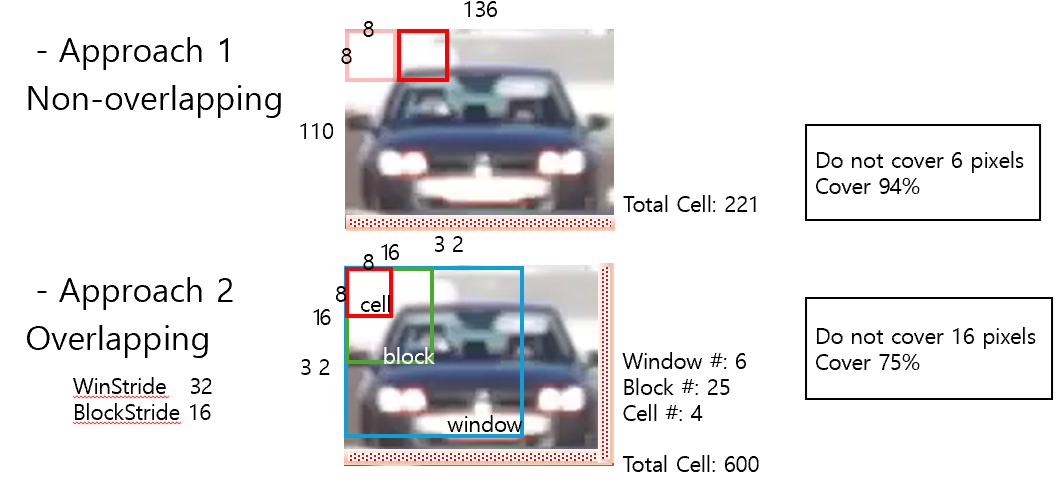 - Approach 1
Non-overlapping
136
8
8
110
Total Cell: 221
Do not cover 6 pixels
Cover 94%
- Approach 2
Overlapping
WinStride 32
BlockStride 16
8
16
3 2
8
16
3 2
cell
block
window
Window #: 6
Block #: 25
Cell #: 4
Total Cell: 600
Do not cover 16 pixels
Cover 75%